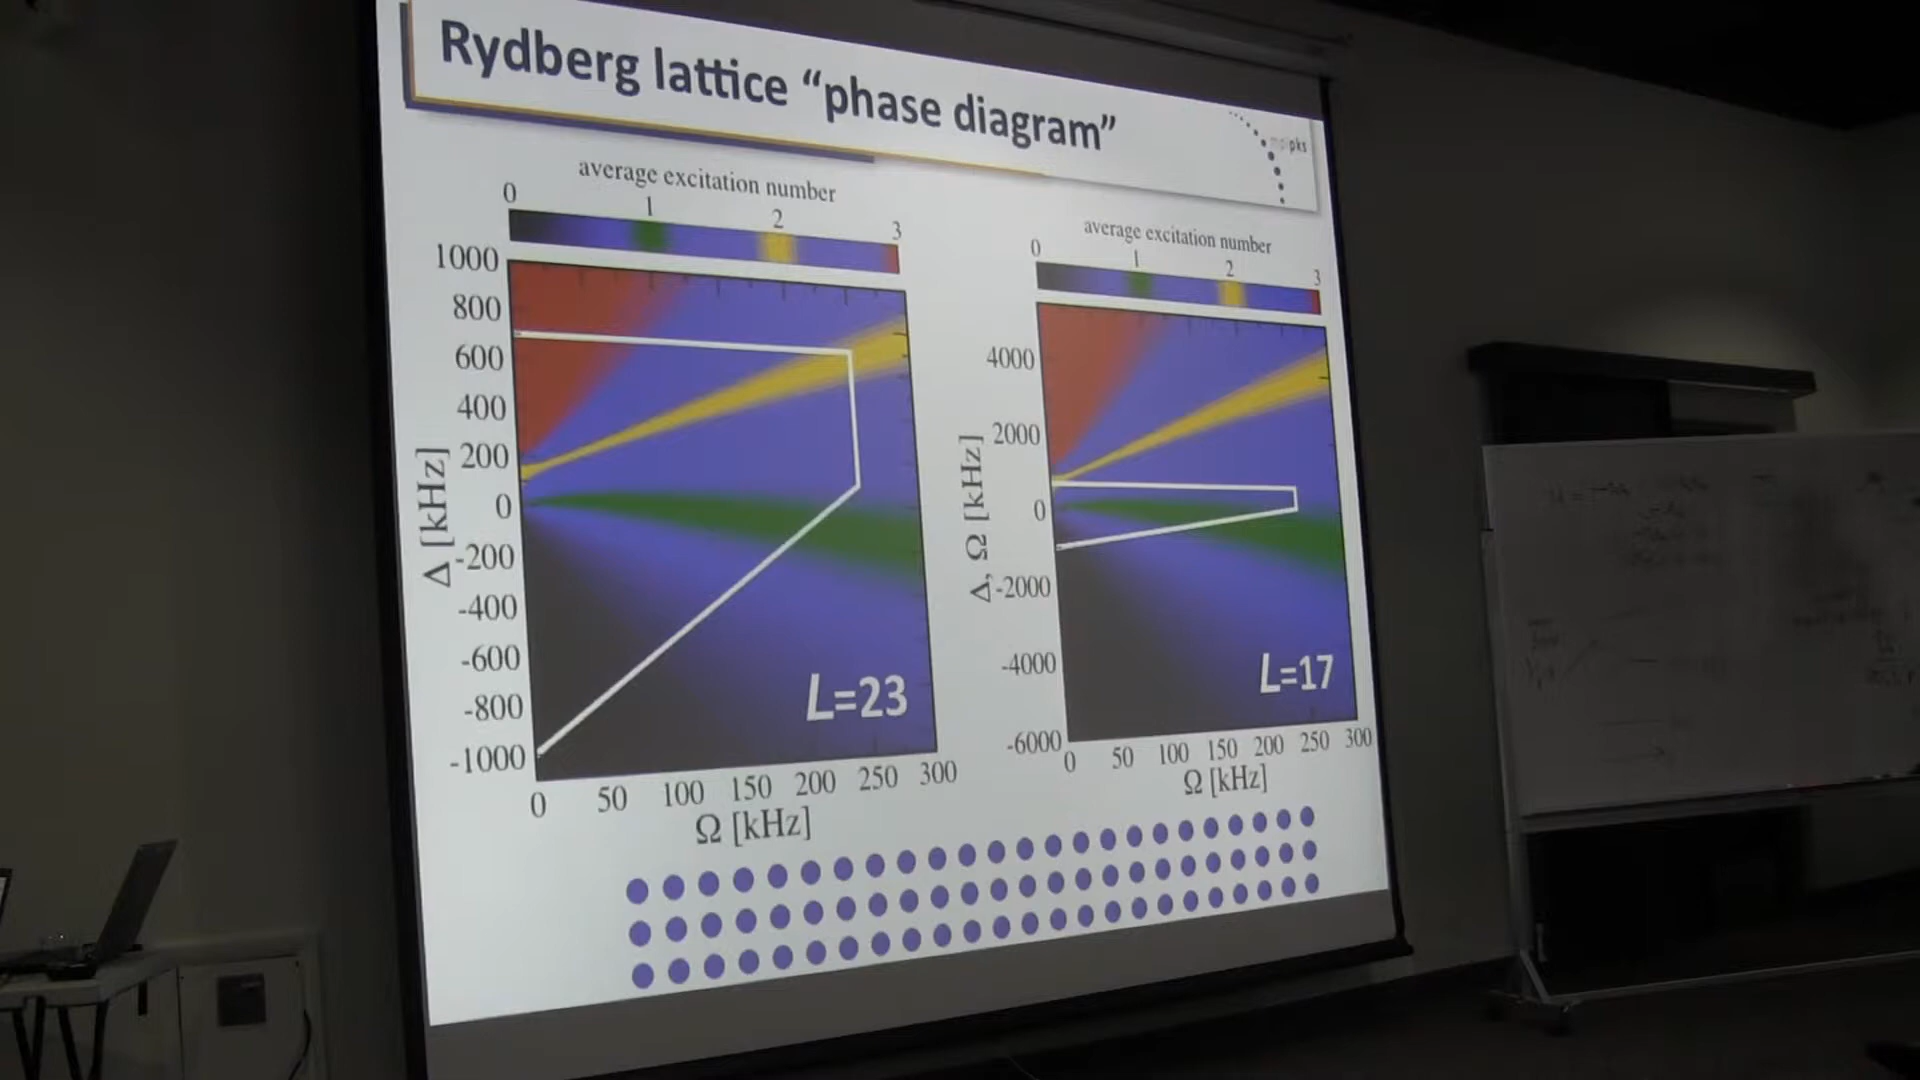 Rydberg lattice “phase diagram”
pks
average excitation number
0 1 2 3
1000
800
600
400
200
0
-200
-400
-600
-800
-1000
Δ [kHz]
L=23
0 50 100 150 200 250 300
Ω [kHz]
average excitation number
0 1 2 3
4000
2000
0
-2000
-4000
-6000
Δ, Ω [kHz]
L=17
0 50 100 150 200 250 300
Ω [kHz]